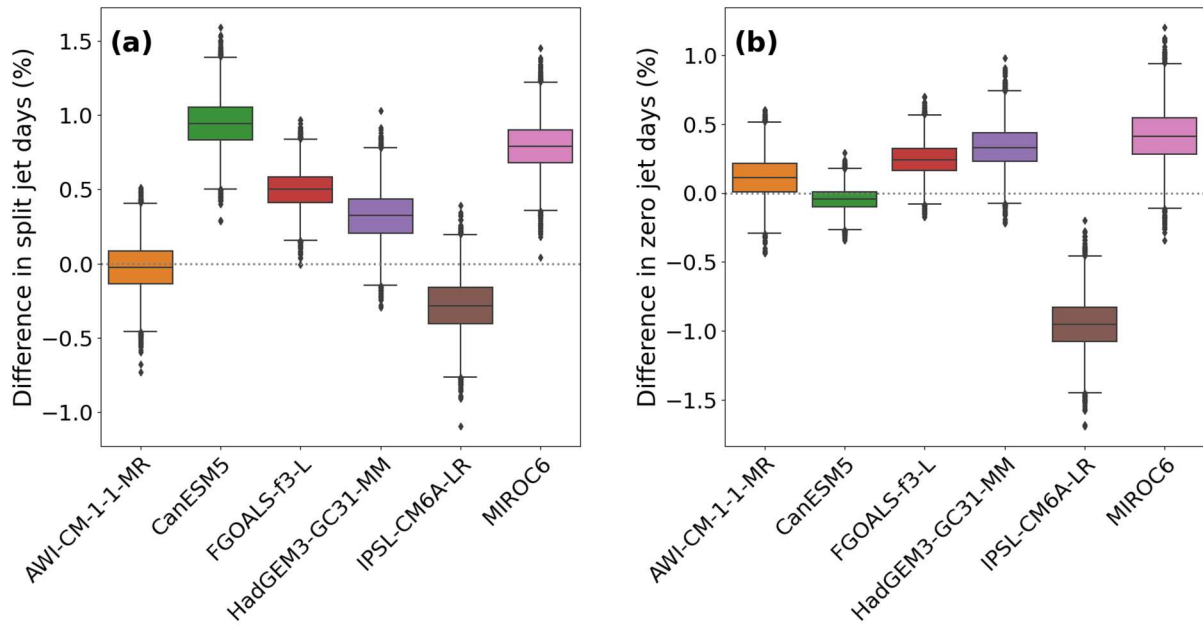 (a)
Difference in split jet days (%)
1.5
1.0
0.5
0.0
−0.5
−1.0
AWI-CM-1-1-MR
CanESM5
FGOALS-f3-L
HadGEM3-GC31-MM
IPSL-CM6A-LR
MIROC6
(b)
Difference in zero jet days (%)
1.0
0.5
0.0
−0.5
−1.0
−1.5
AWI-CM-1-1-MR
CanESM5
FGOALS-f3-L
HadGEM3-GC31-MM
IPSL-CM6A-LR
MIROC6